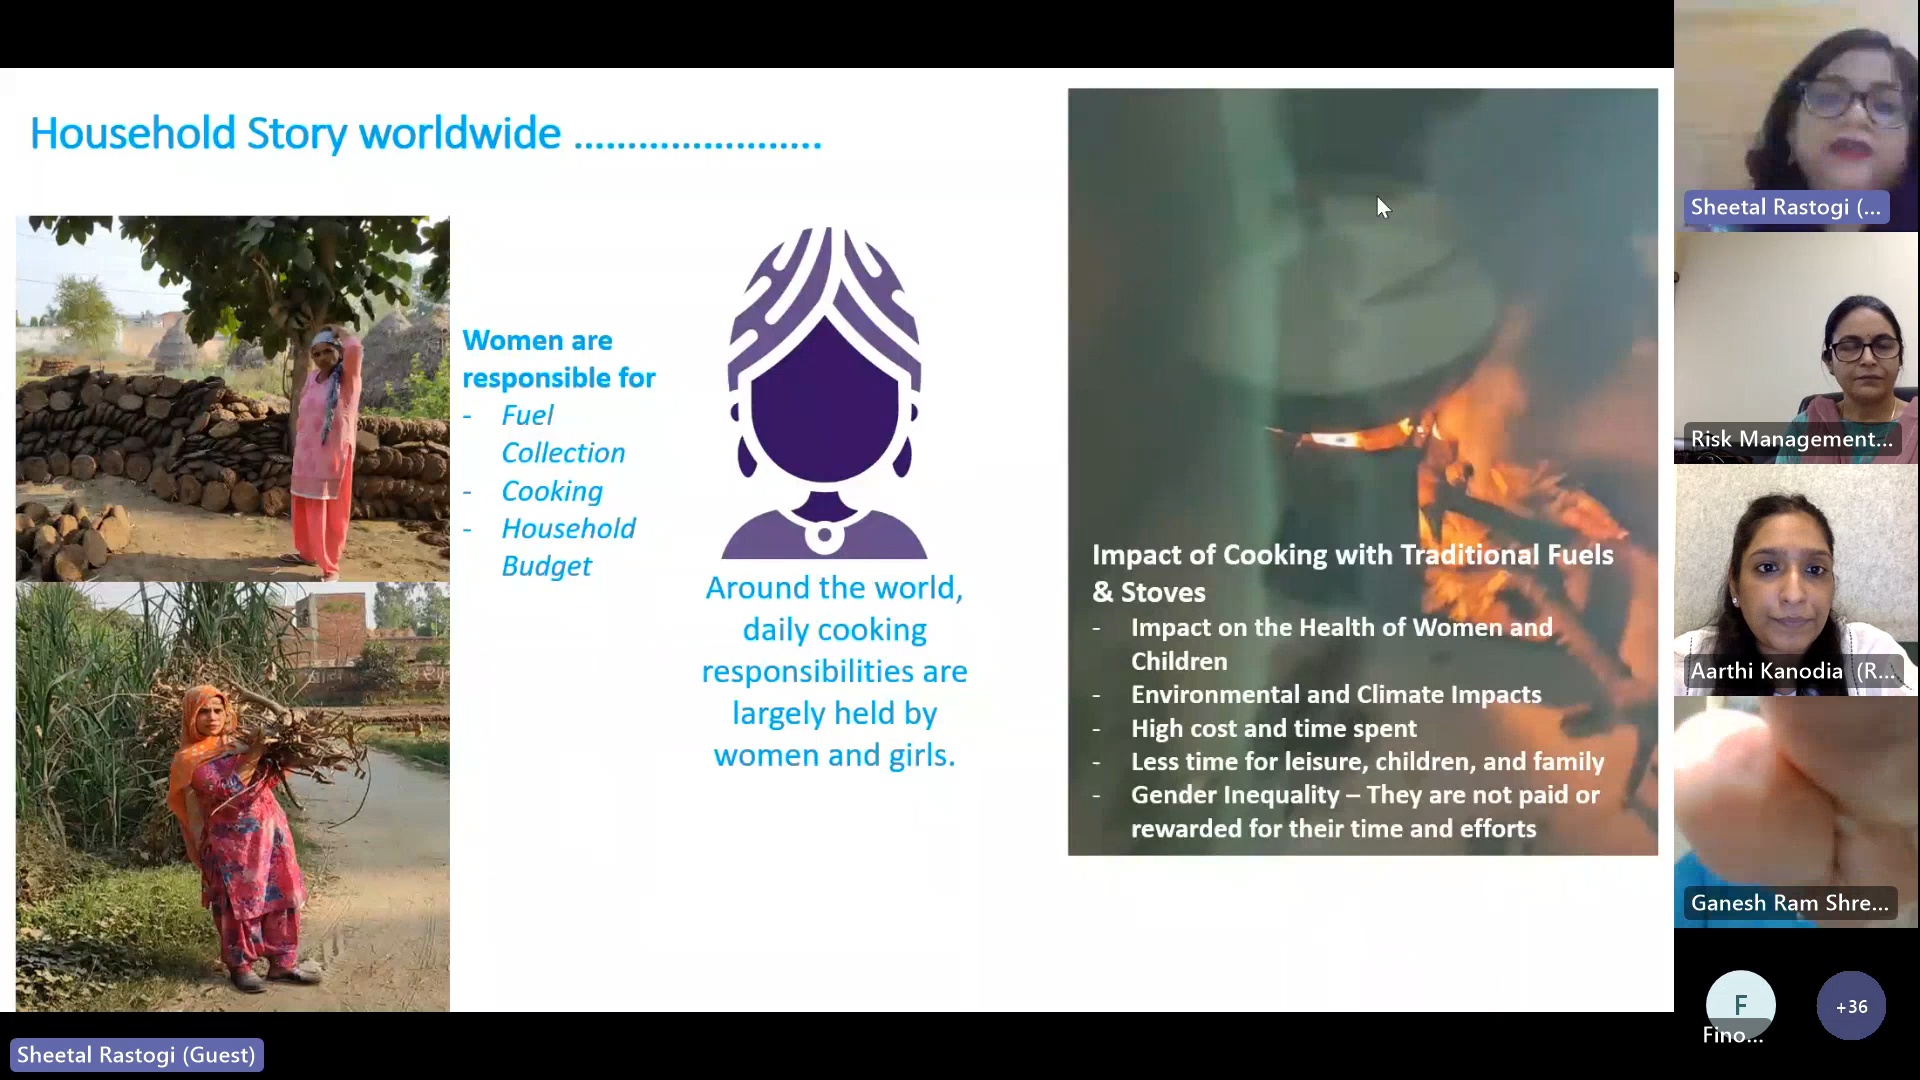 Household Story worldwide .......................
Women are
responsible for
- Fuel
Collection
- Cooking
- Household
Budget
Around the world,
daily cooking
responsibilities are
largely held by
women and girls.
Impact of Cooking with Traditional Fuels
& Stoves
- Impact on the Health of Women and
Children
- Environmental and Climate Impacts
- High cost and time spent
- Less time for leisure, children, and family
- Gender Inequality – They are not paid or
rewarded for their time and efforts
Sheetal Rastogi (...
Risk Management...
Aarthi Kanodia (R...
Ganesh Ram Shre...
F
Fino...
+36
Sheetal Rastogi (Guest)